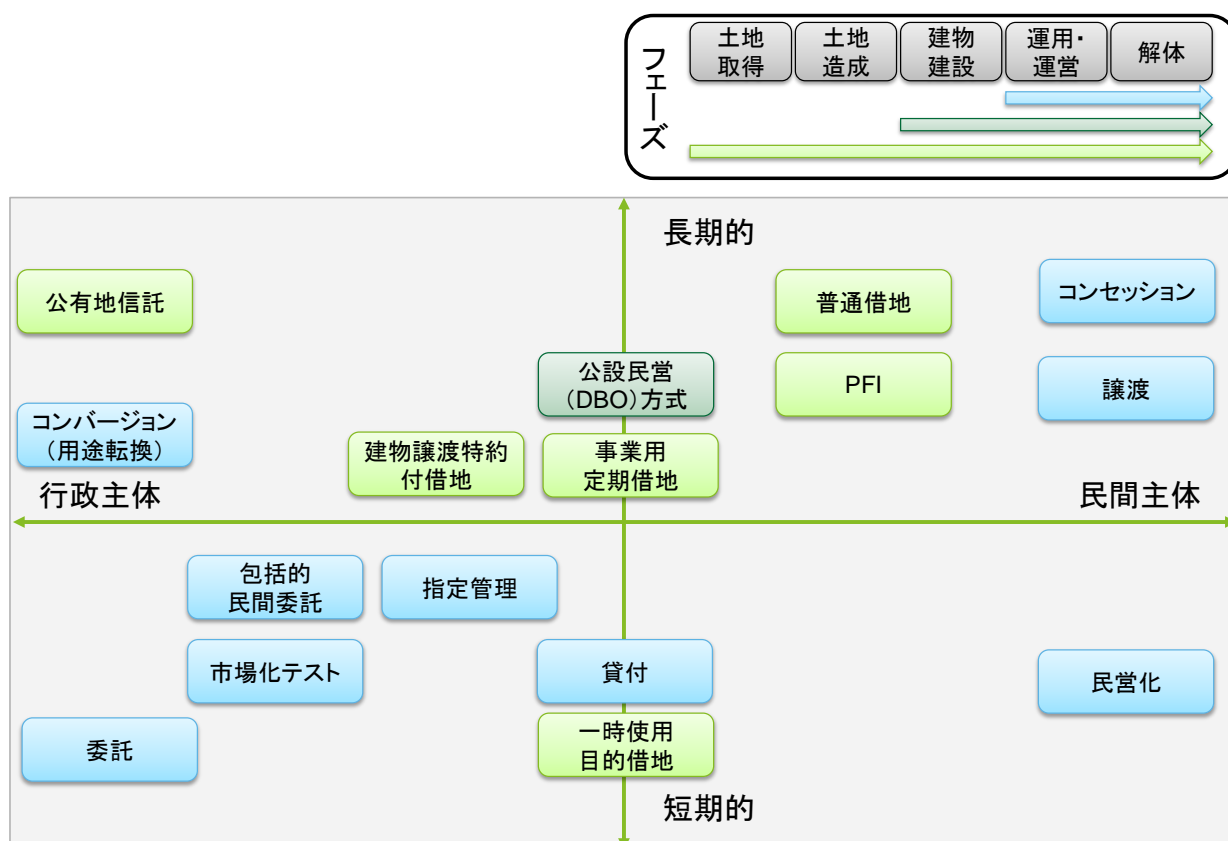 フェーズ
土地
取得
土地
造成
建物
建設
運用・
運営
解体
長期的
公有地信託
普通借地
コンセッション
公設民営
（DBO）方式
PFI
譲渡
コンバージョン
（用途転換）
建物譲渡特約
付借地
事業用
定期借地
行政主体
民間主体
包括的
民間委託
指定管理
市場化テスト
貸付
民営化
委託
一時使用
目的借地
短期的